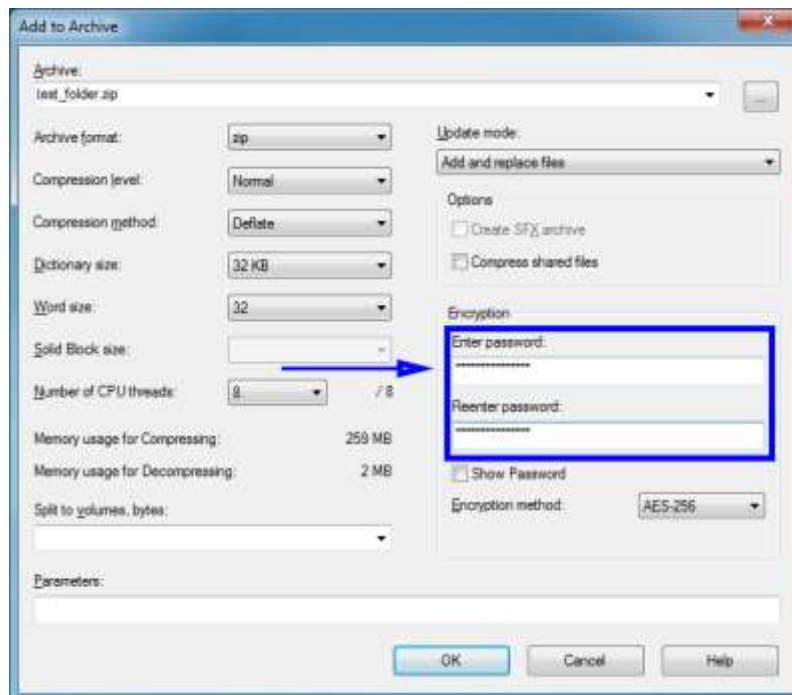 Add to Archive
Archive:
test_folder.zip
...
Archive format:
zip
Update mode:
Add and replace files
Compression level:
Normal
Options
Create SFX archive
Compress shared files
Compression method:
Deflate
Dictionary size:
32 KB
Word size:
32
Encryption
Enter password:
Reenter password:
Solid Block size:
Number of CPU threads:
8
/ 8
Memory usage for Compressing:
259 MB
Memory usage for Decompressing:
2 MB
Show Password
Encryption method:
AES-256
Split to volumes, bytes:
Parameters:
OK
Cancel
Help